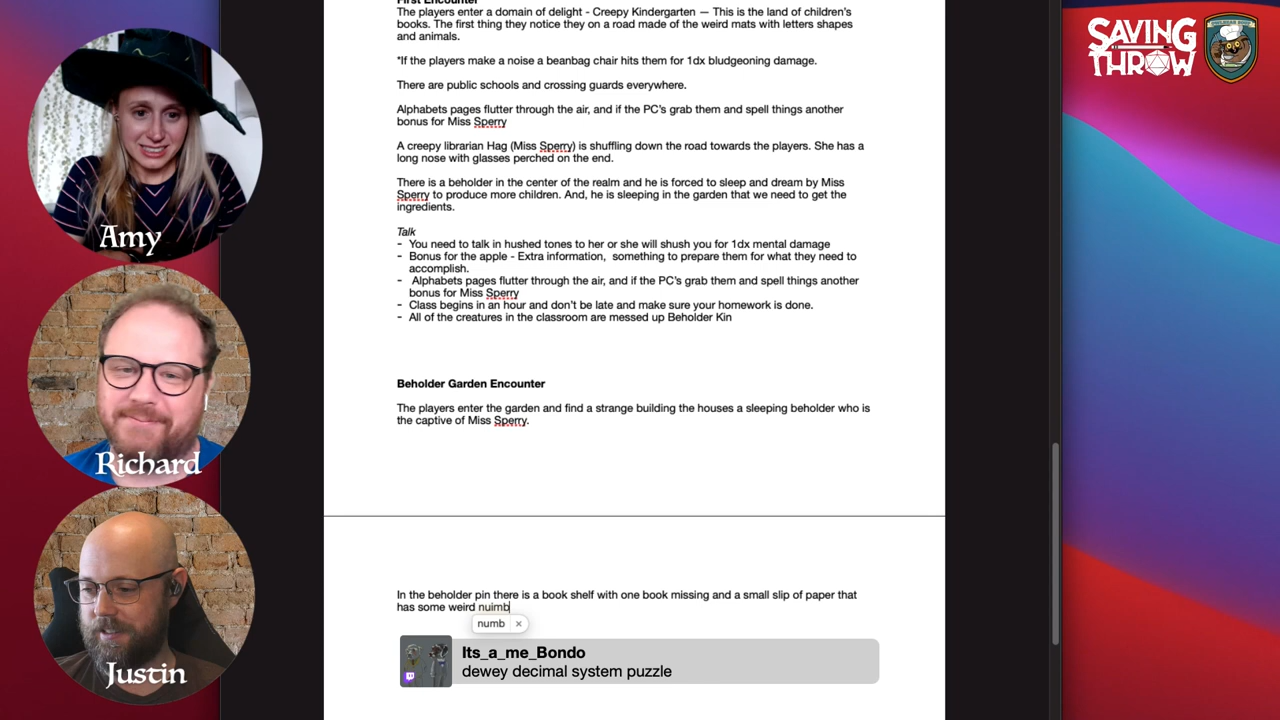 First Encounter
The players enter a domain of delight - Creepy Kindergarten — This is the land of children's
books. The first thing they notice they on a road made of the weird mats with letters shapes
and animals.
*If the players make a noise a beanbag chair hits them for 1dx bludgeoning damage.
There are public schools and crossing guards everywhere.
Alphabets pages flutter through the air, and if the PC's grab them and spell things another
bonus for Miss Sperry
A creepy librarian Hag (Miss Sperry) is shuffling down the road towards the players. She has a
long nose with glasses perched on the end.
There is a beholder in the center of the realm and he is forced to sleep and dream by Miss
Sperry to produce more children. And, he is sleeping in the garden that we need to get the
ingredients.
Talk
- You need to talk in hushed tones to her or she will shush you for 1dx mental damage
- Bonus for the apple - Extra information, something to prepare them for what they need to
accomplish.
- Alphabets pages flutter through the air, and if the PC's grab them and spell things another
bonus for Miss Sperry
- Class begins in an hour and don't be late and make sure your homework is done.
- All of the creatures in the classroom are messed up Beholder Kin
Beholder Garden Encounter
The players enter the garden and find a strange building the houses a sleeping beholder who is
the captive of Miss Sperry.
In the beholder pin there is a book shelf with one book missing and a small slip of paper that
has some weird nuimb
numb ×
Its_a_me_Bondo
dewey decimal system puzzle
Amy
Richard
Justin
SAVING
THROW